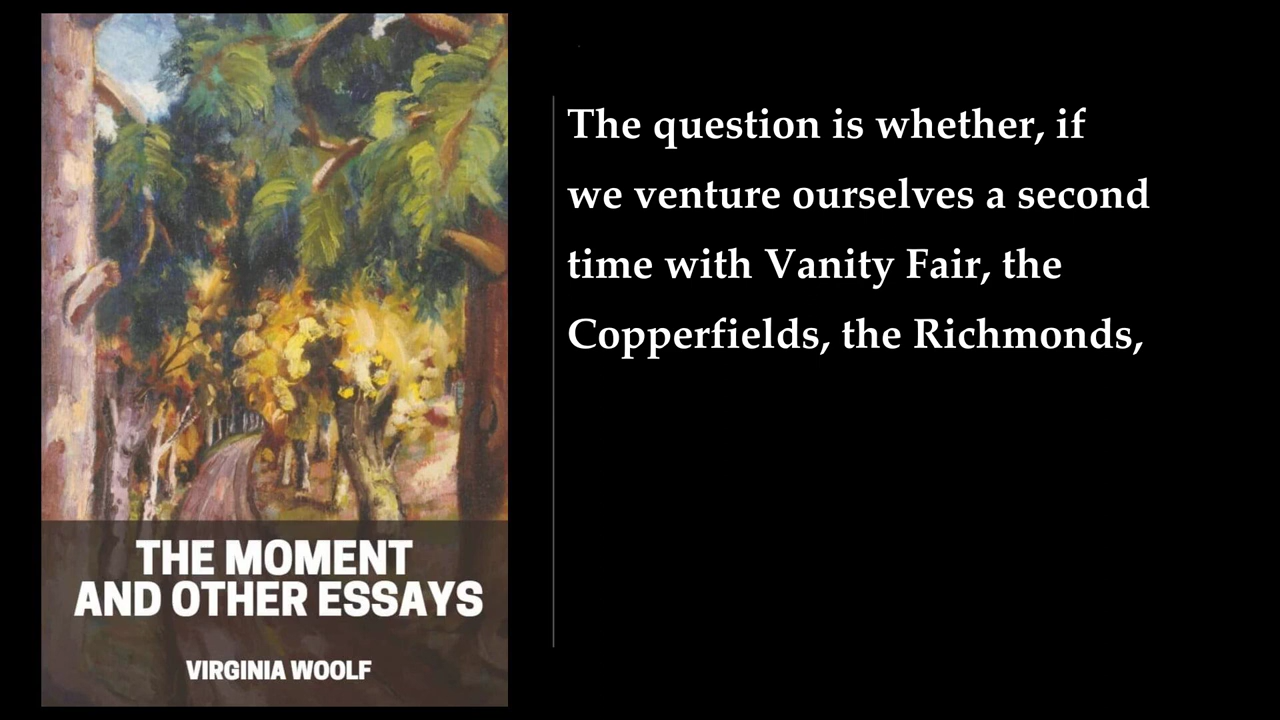 THE MOMENT
AND OTHER ESSAYS
VIRGINIA WOOLF
The question is whether, if
we venture ourselves a second
time with Vanity Fair, the
Copperfields, the Richmonds,